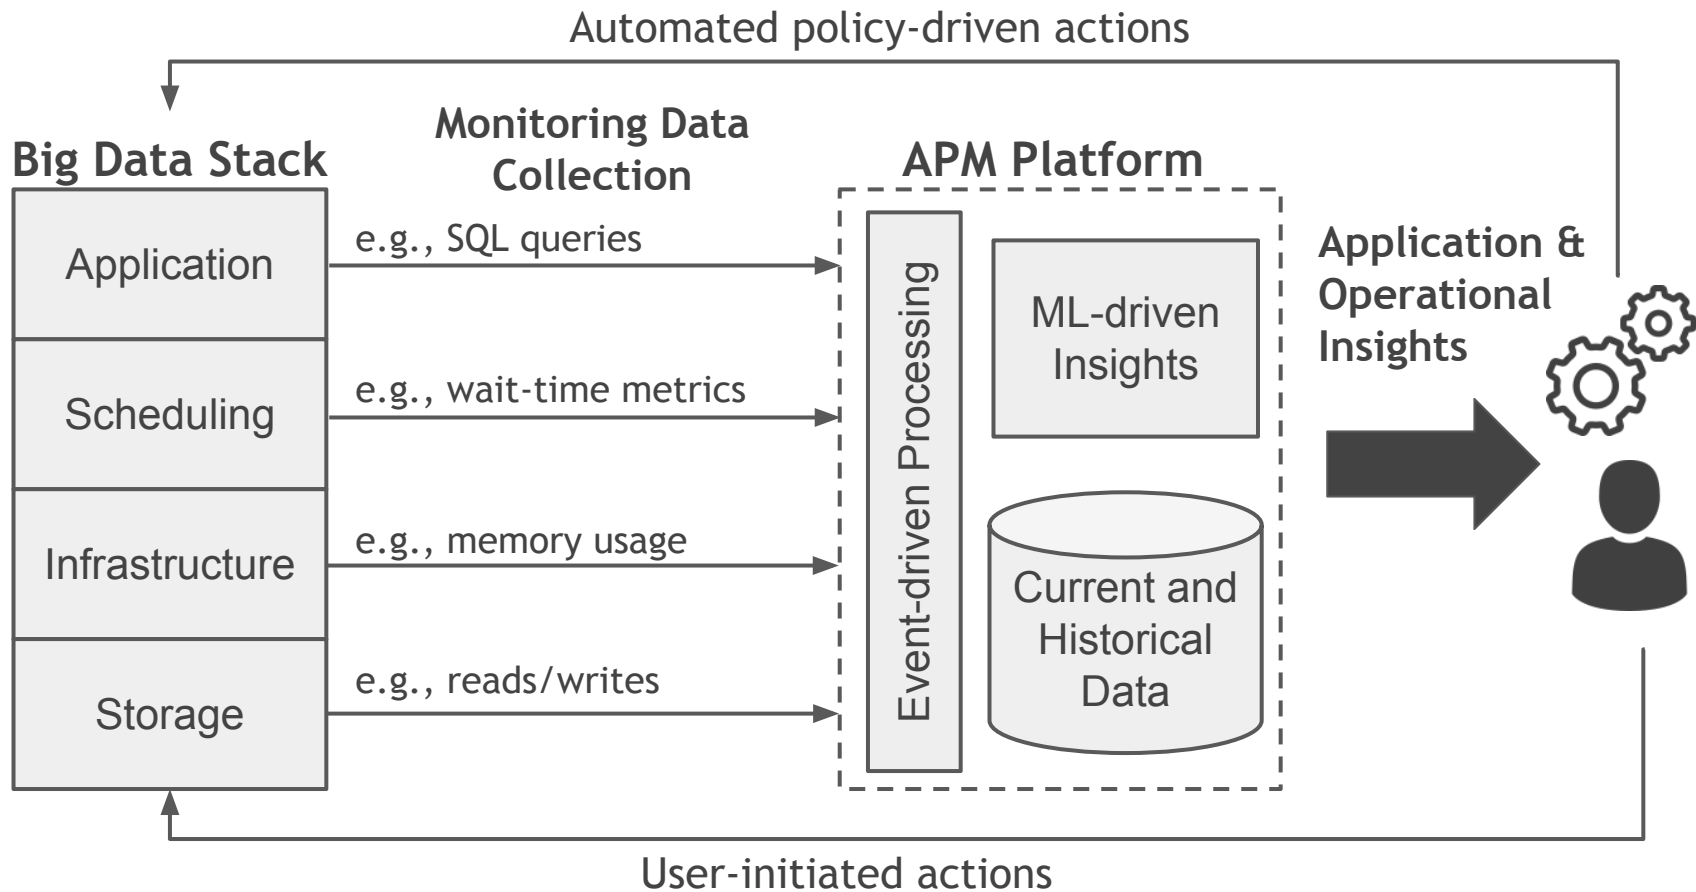 Automated policy-driven actions
Big Data Stack
Monitoring Data
Collection
APM Platform
Application
Scheduling
Infrastructure
Storage
e.g., SQL queries
e.g., wait-time metrics
e.g., memory usage
e.g., reads/writes
Event-driven Processing
ML-driven
Insights
Current and
Historical
Data
Application &
Operational
Insights
User-initiated actions